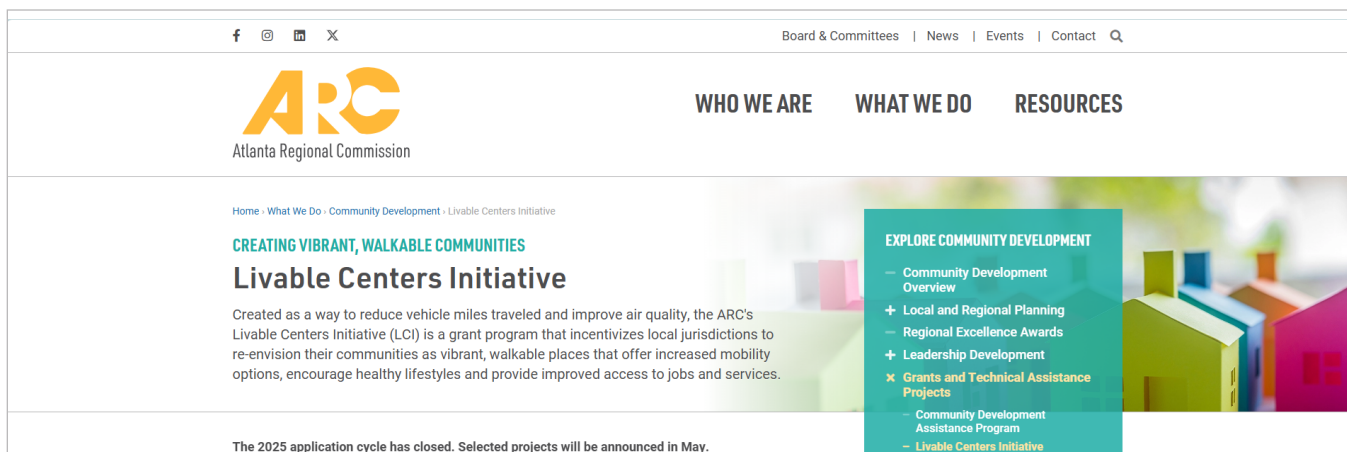 Board & Committees | News | Events | Contact
ARC
Atlanta Regional Commission
WHO WE ARE WHAT WE DO RESOURCES
Home › What We Do › Community Development › Livable Centers Initiative
CREATING VIBRANT, WALKABLE COMMUNITIES
Livable Centers Initiative
Created as a way to reduce vehicle miles traveled and improve air quality, the ARC's
Livable Centers Initiative (LCI) is a grant program that incentivizes local jurisdictions to
re-envision their communities as vibrant, walkable places that offer increased mobility
options, encourage healthy lifestyles and provide improved access to jobs and services.
The 2025 application cycle has closed. Selected projects will be announced in May.
EXPLORE COMMUNITY DEVELOPMENT
Community Development
Overview
Local and Regional Planning
Regional Excellence Awards
Leadership Development
Grants and Technical Assistance
Projects
Community Development
Assistance Program
Livable Centers Initiative